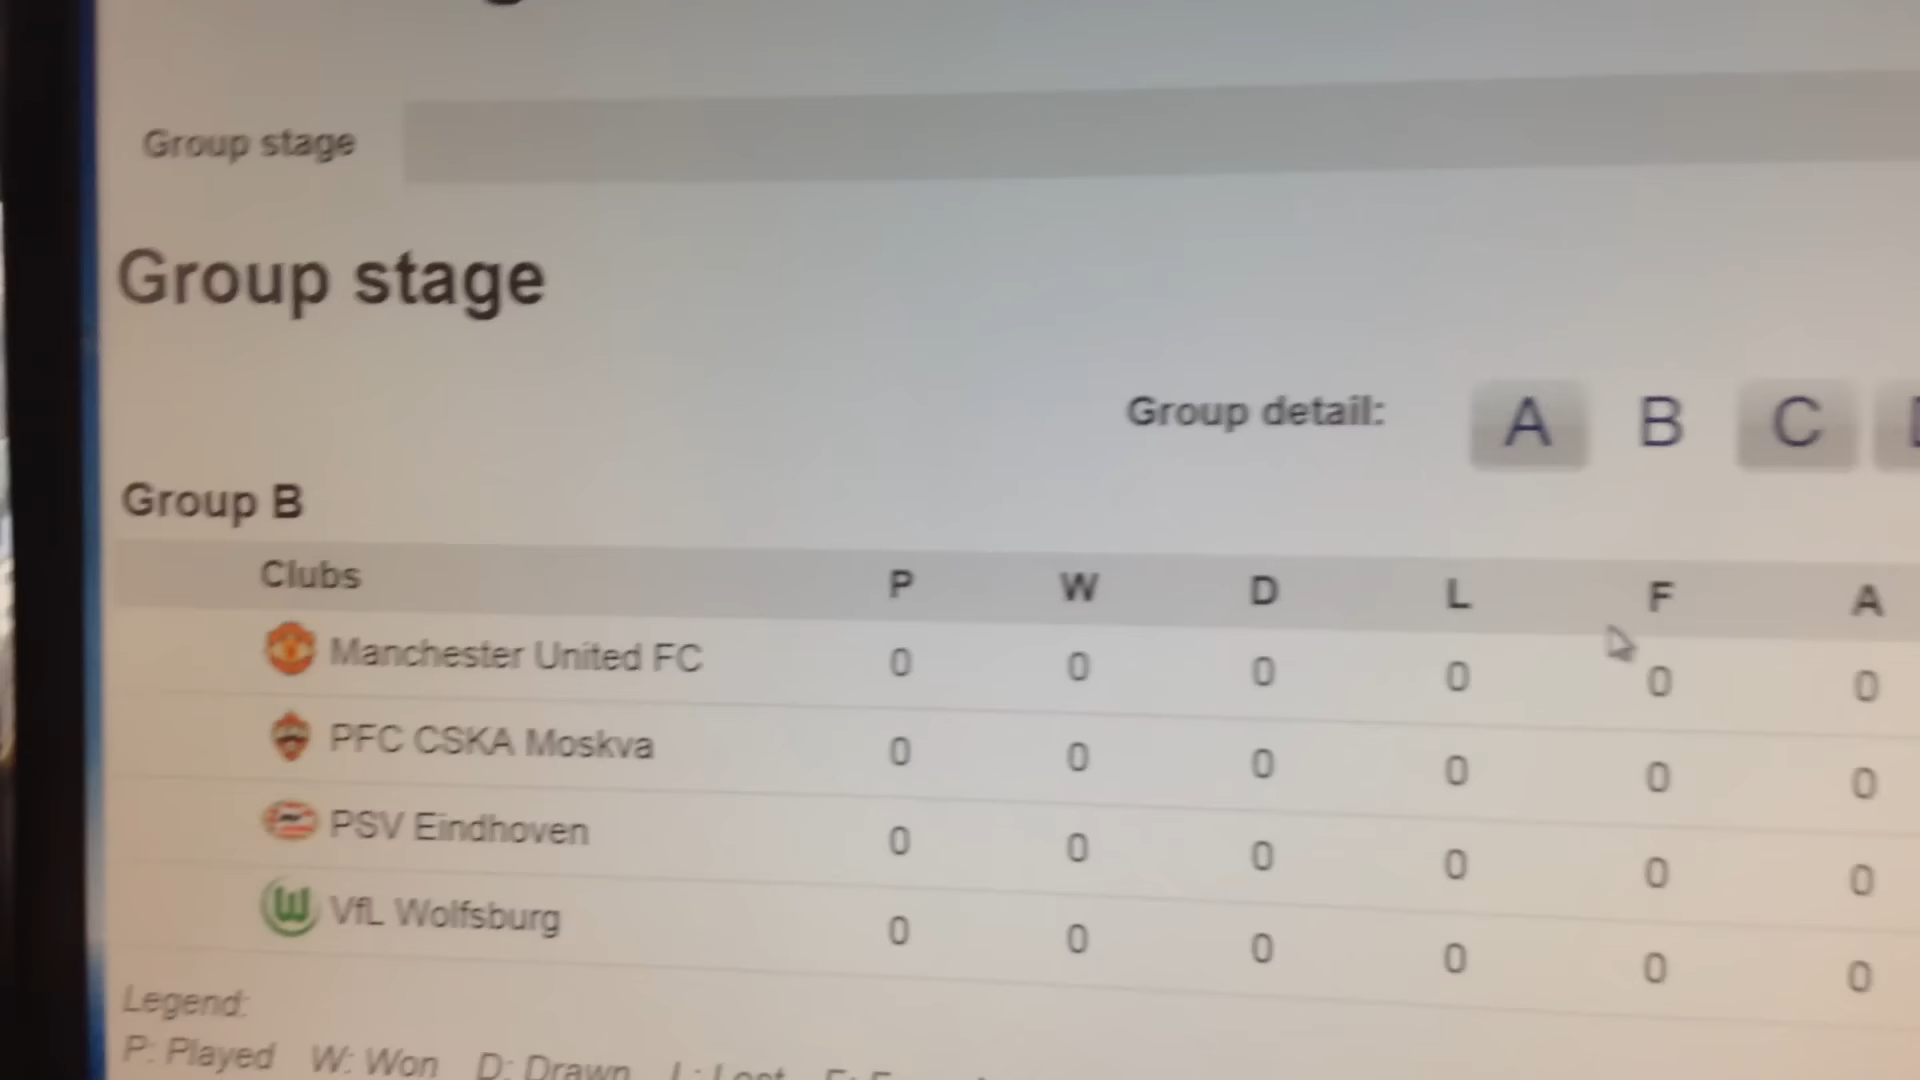 Group stage
Group stage
Group detail: A B C
Group B
Clubs P W D L F A
Manchester United FC 0 0 0 0 0 0
PFC CSKA Moskva 0 0 0 0 0 0
PSV Eindhoven 0 0 0 0 0 0
VfL Wolfsburg 0 0 0 0 0 0
Legend:
P: Played W: Won D: Drawn L: Lost